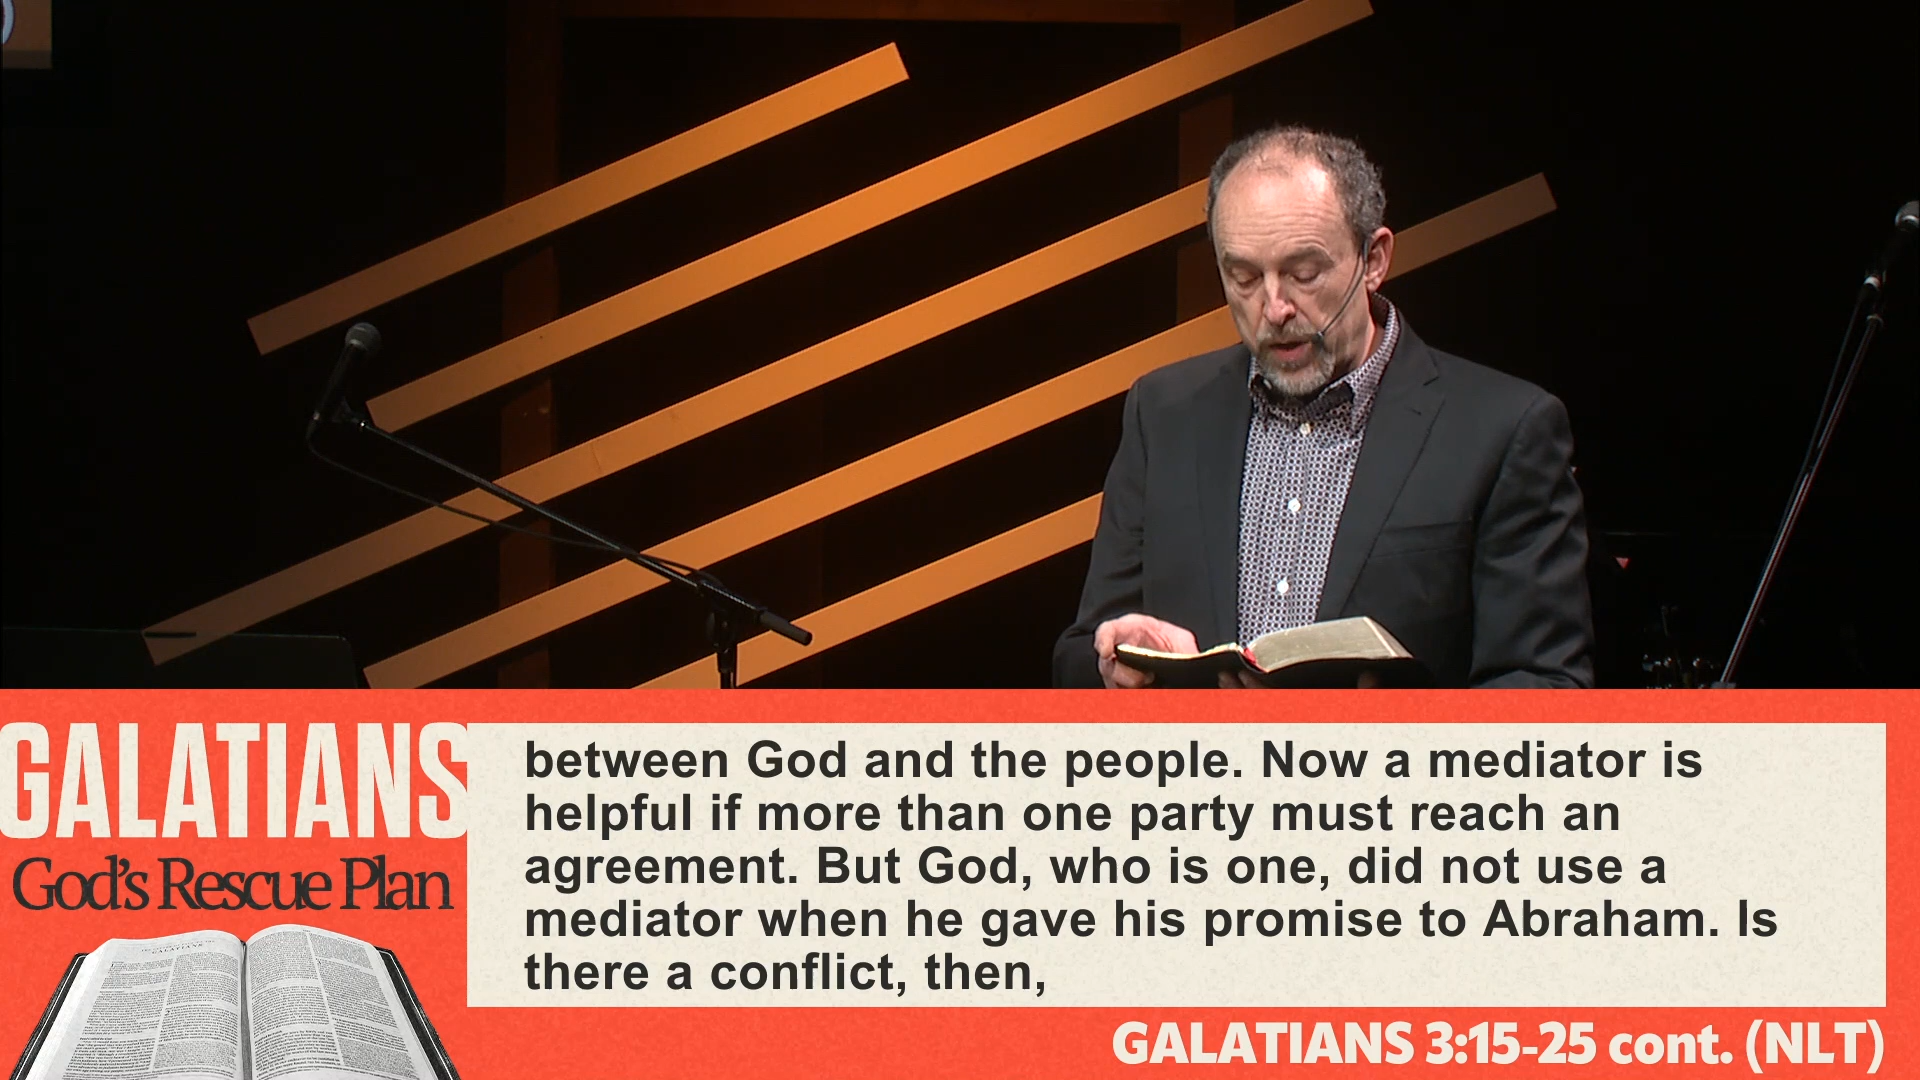 GALATIANS
God's Rescue Plan
between God and the people. Now a mediator is
helpful if more than one party must reach an
agreement. But God, who is one, did not use a
mediator when he gave his promise to Abraham. Is
there a conflict, then,
GALATIANS 3:15-25 cont. (NLT)